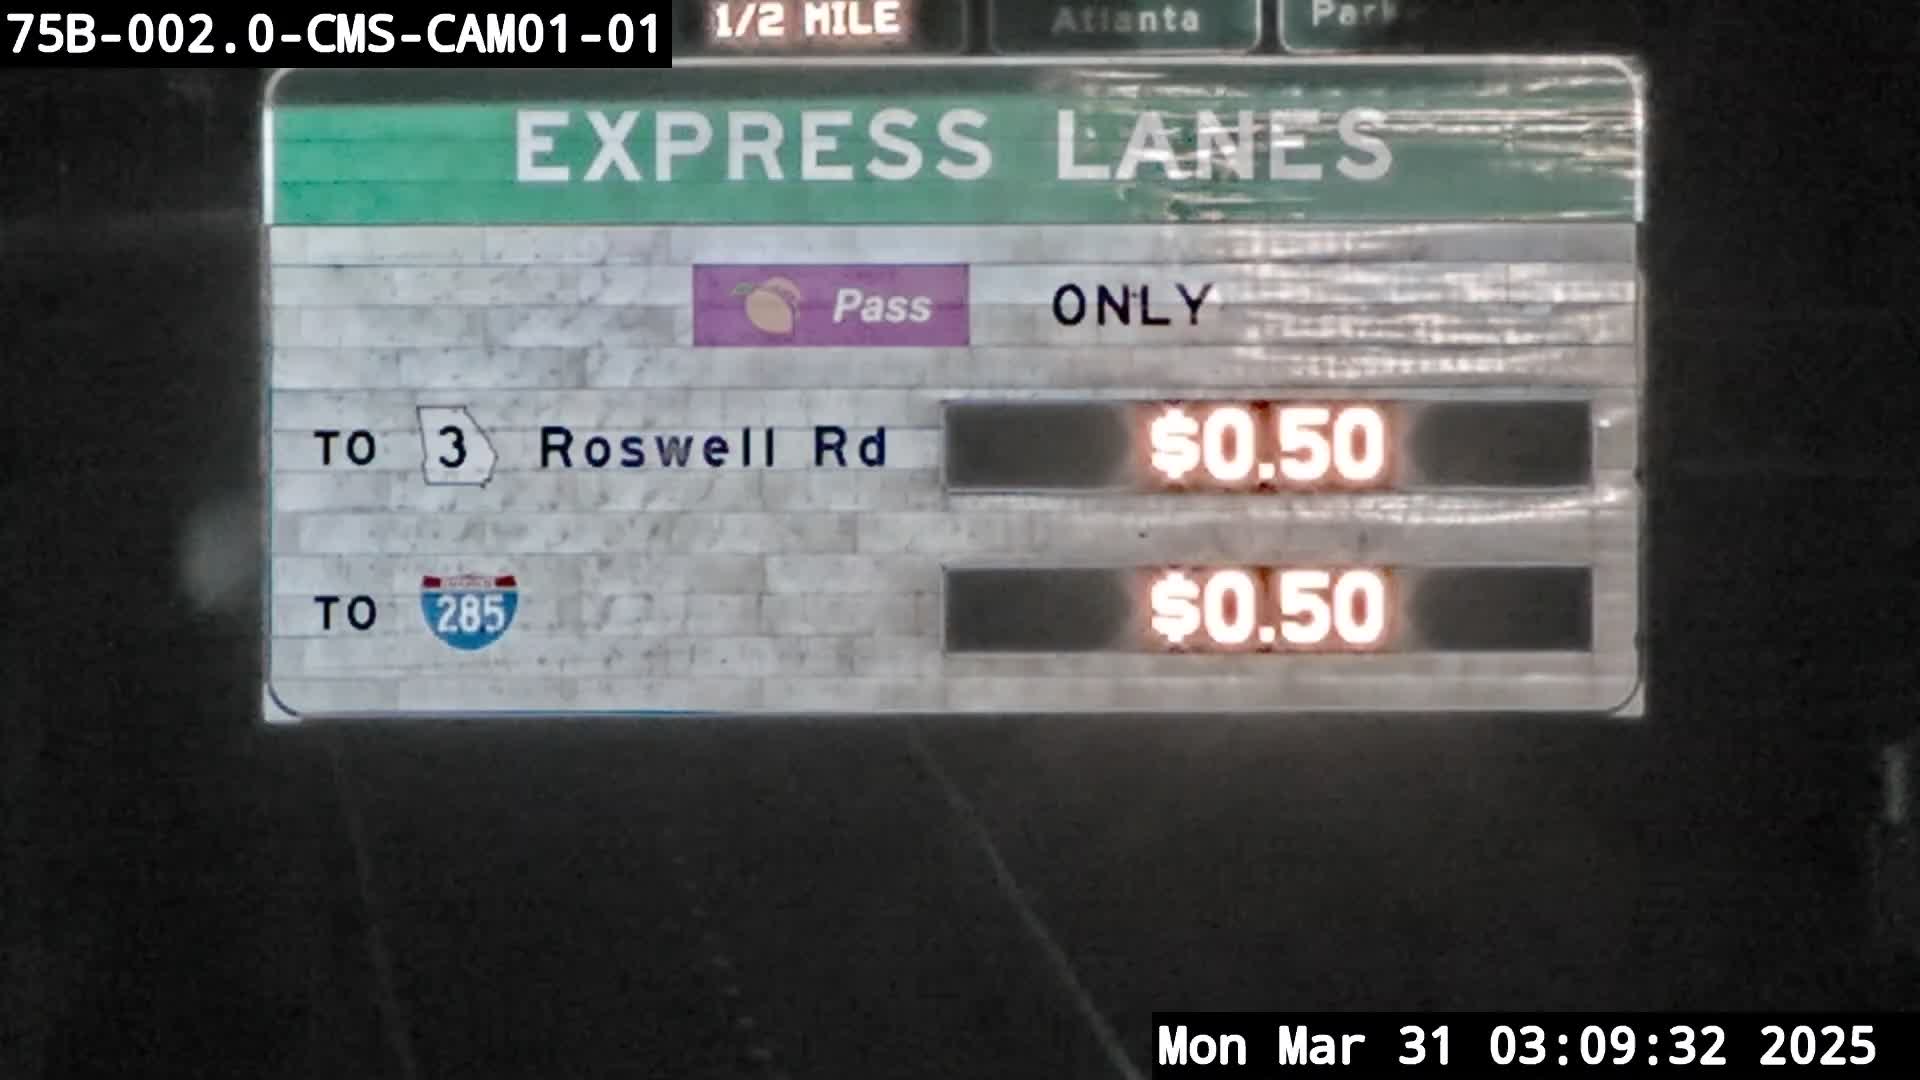 75B-002.0-CMS-CAM01-01
1/2 MILE
Atlanta
Park
EXPRESS LANES
Pass ONLY
TO 3 Roswell Rd $0.50
TO 285 $0.50
Mon Mar 31 03:09:32 2025